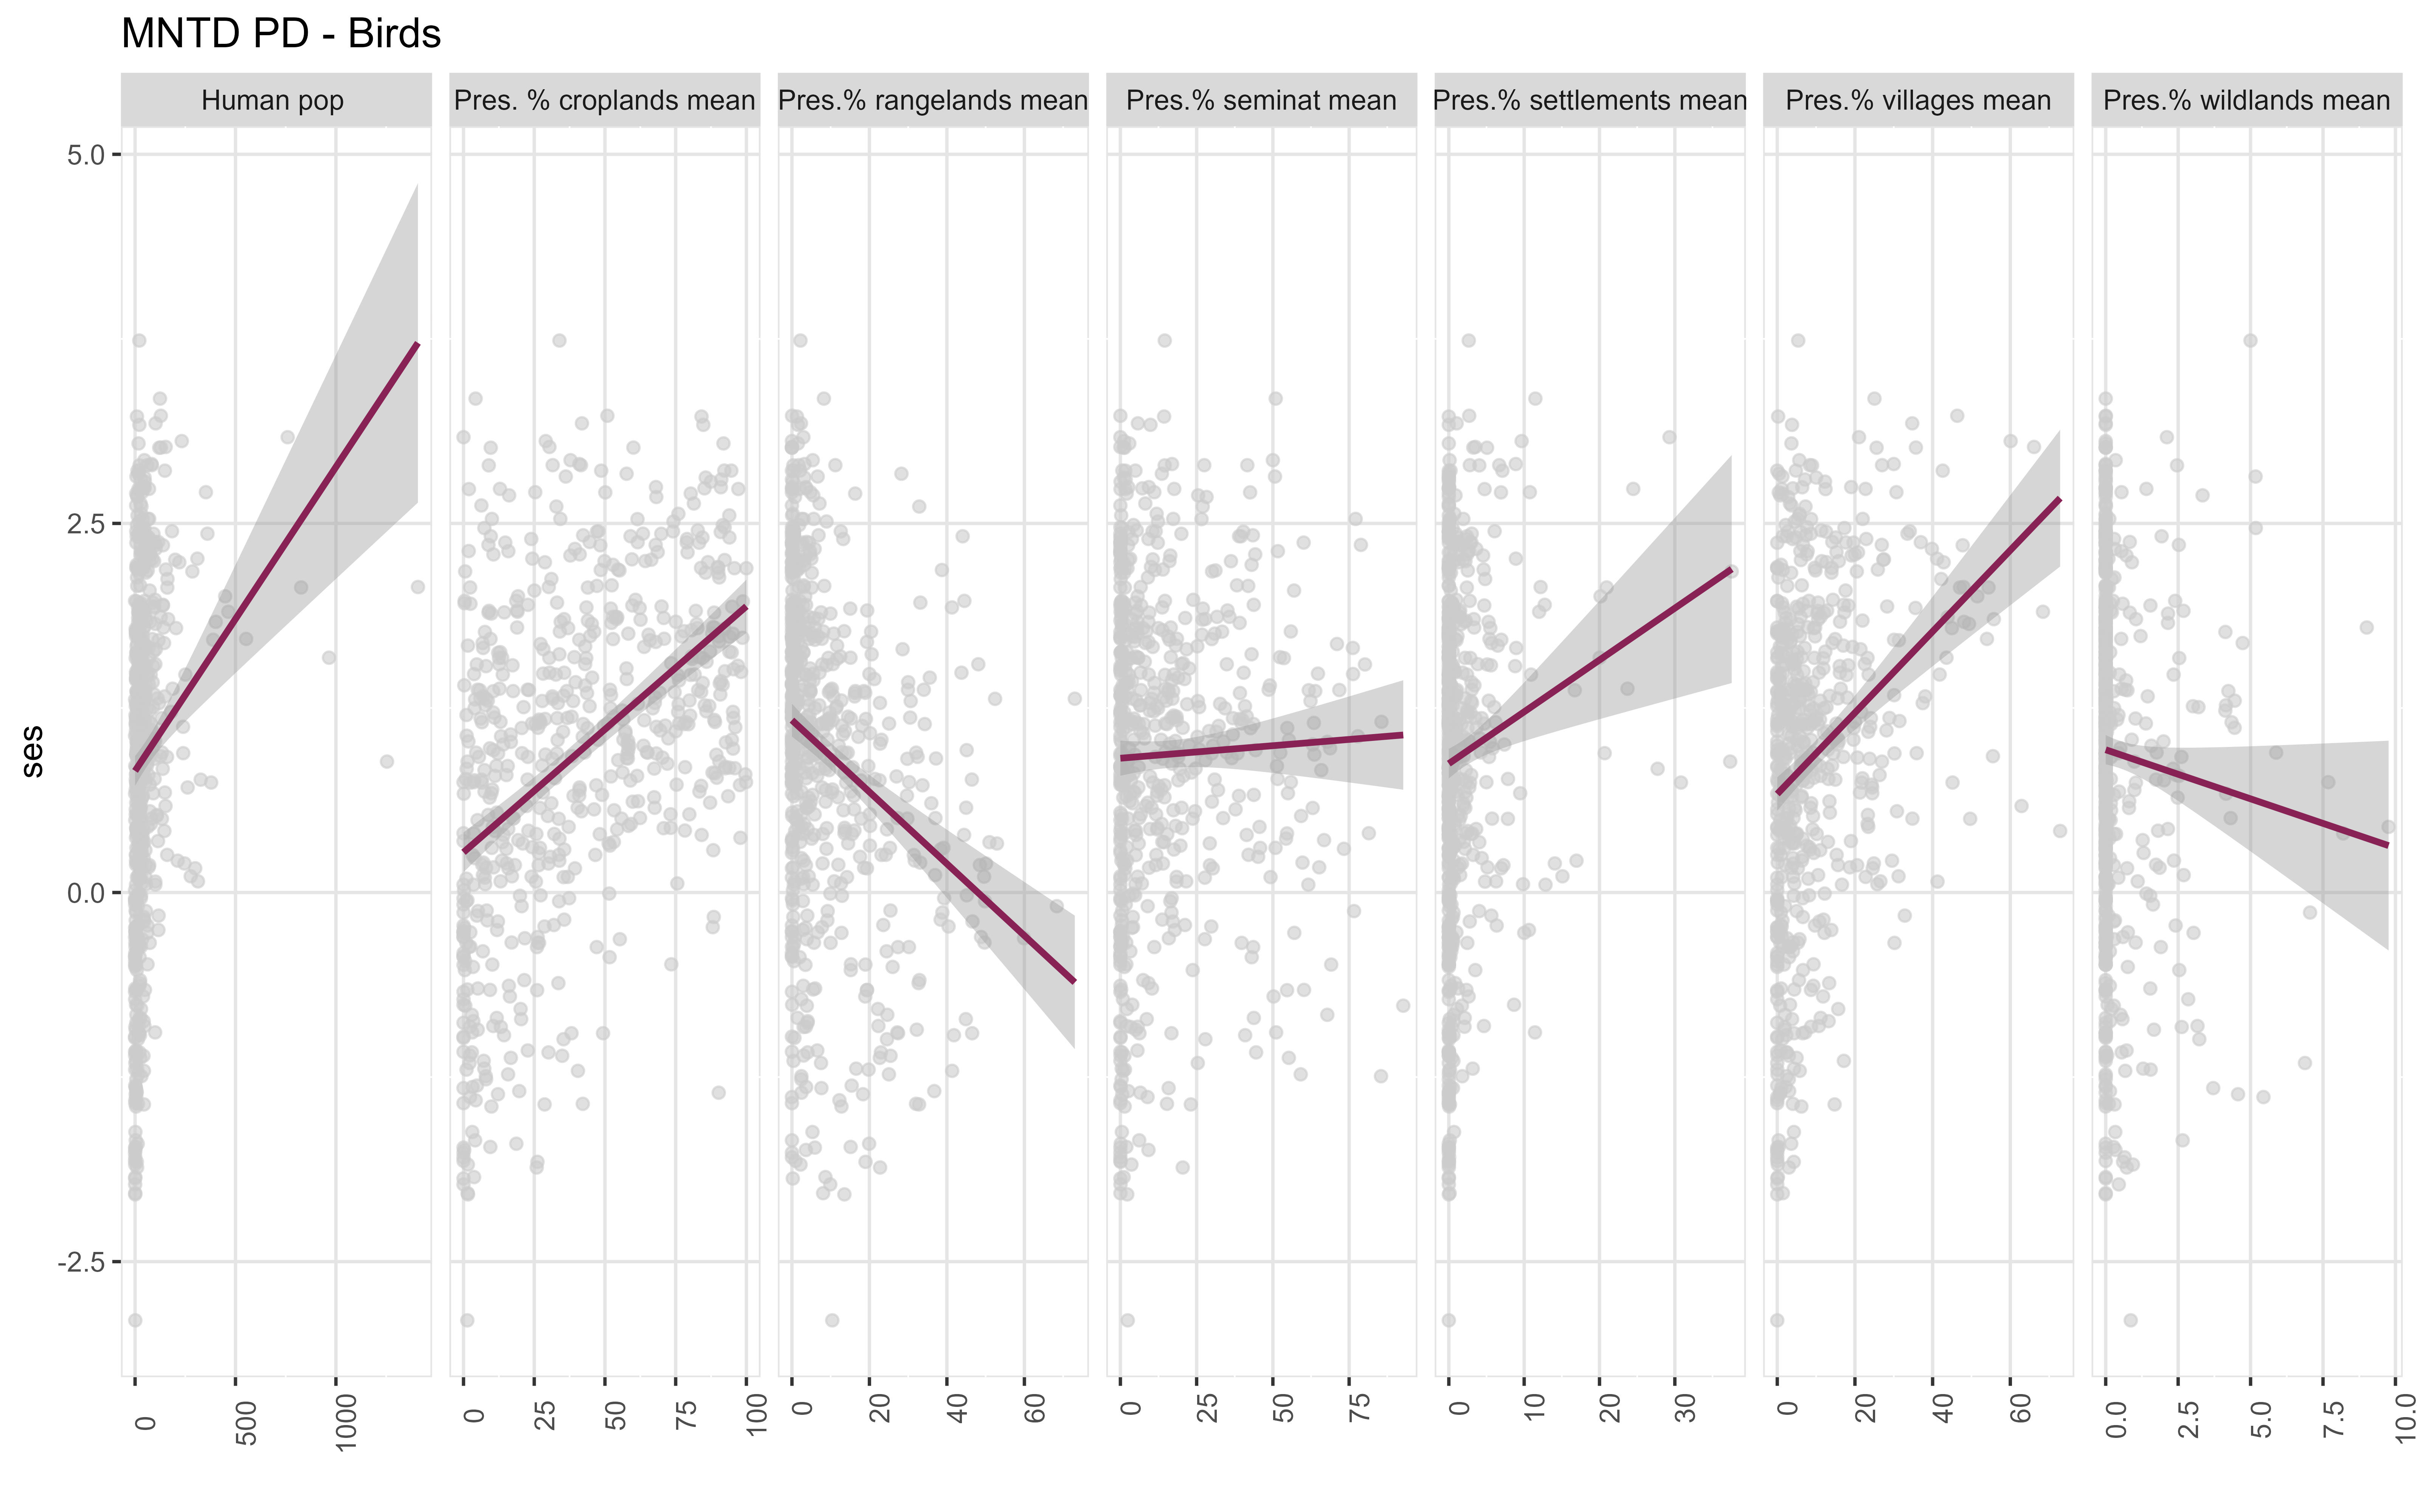 MNTD PD - Birds
Human pop
Pres. % croplands mean
Pres.% rangelands mean
Pres.% seminat mean
Pres.% settlements mean
Pres.% villages mean
Pres.% wildlands mean
5.0
2.5
0.0
-2.5
ses
0 500 1000
0 25 50 75 100
0 20 40 60
0 25 50 75
0 10 20 30
0 20 40 60
0.0 2.5 5.0 7.5 10.0